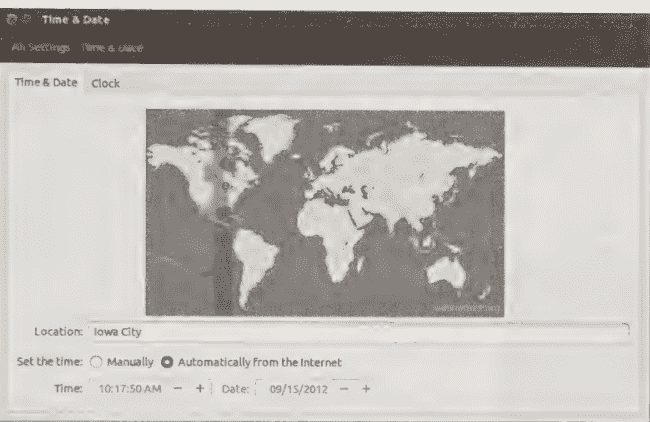 Time & Date
All Settings Time & Date
Time & Date Clock
Location: Iowa City
Set the time: Manually Automatically from the Internet
Time: 10:17:50 AM − + Date: 09/15/2012 − +